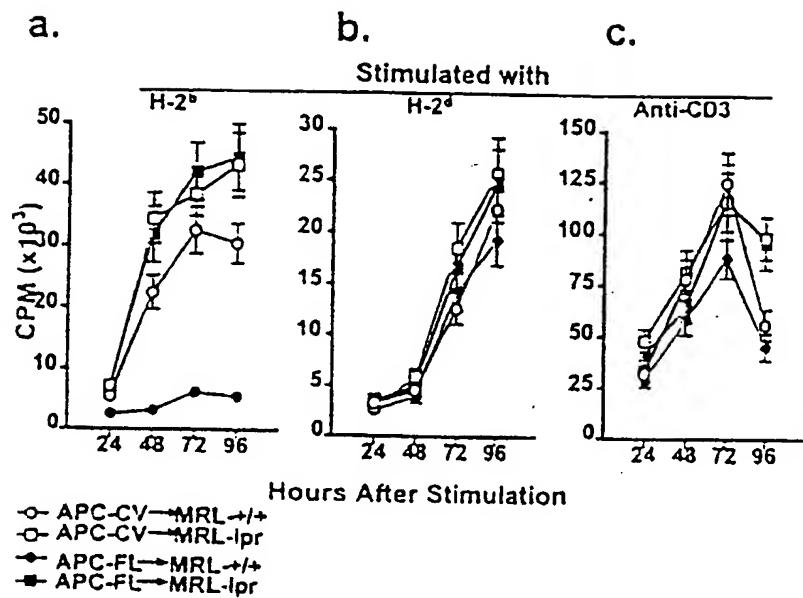 a. b. c.
Stimulated with
H-2ᵇ H-2ᵈ Anti-CD3
50 30 150
25 125
40
20 100
30
15 75
20
10 50
10
5 25
0 0 0
24 48 72 96 24 48 72 96 24 48 72 96
CPM (×10³)
Hours After Stimulation
APC-CV→MRL-+/+
APC-CV→MRL-lpr
APC-FL→MRL-+/+
APC-FL→MRL-lpr